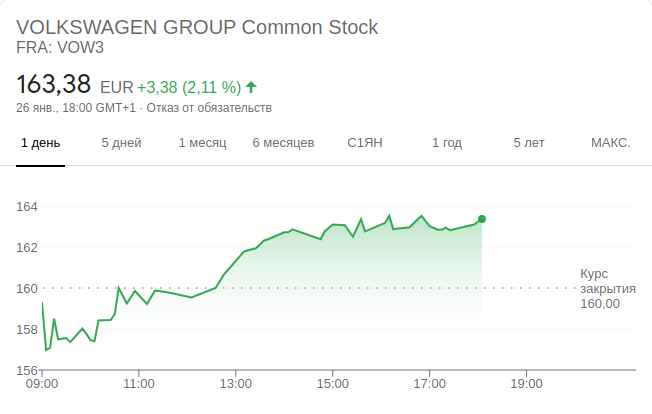 VOLKSWAGEN GROUP Common Stock
FRA: VOW3
163,38 EUR +3,38 (2,11 %)
26 янв., 18:00 GMT+1 · Отказ от обязательств
1 день 5 дней 1 месяц 6 месяцев С1ЯН 1 год 5 лет МАКС.
164
162
160
158
156
Курс
закрытия
160,00
09:00 11:00 13:00 15:00 17:00 19:00